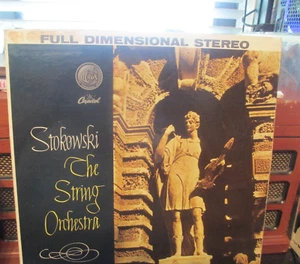 FULL DIMENSIONAL STEREO
Capitol
Stokowski
The
String
Orchestra